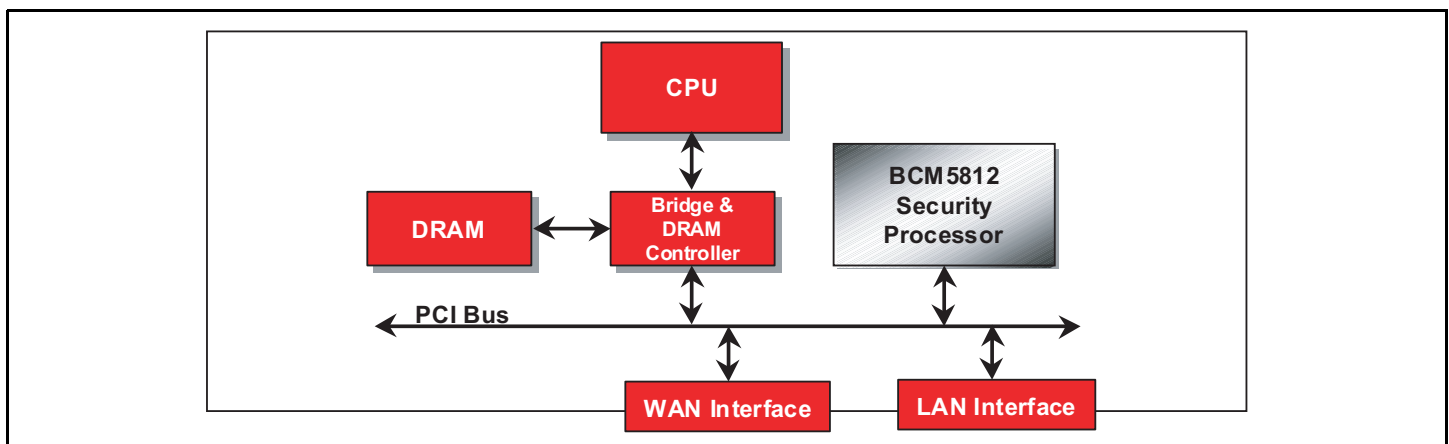 CPU
BCM5812
Security
Processor
DRAM
Bridge &
DRAM
Controller
PCI Bus
WAN Interface
LAN Interface